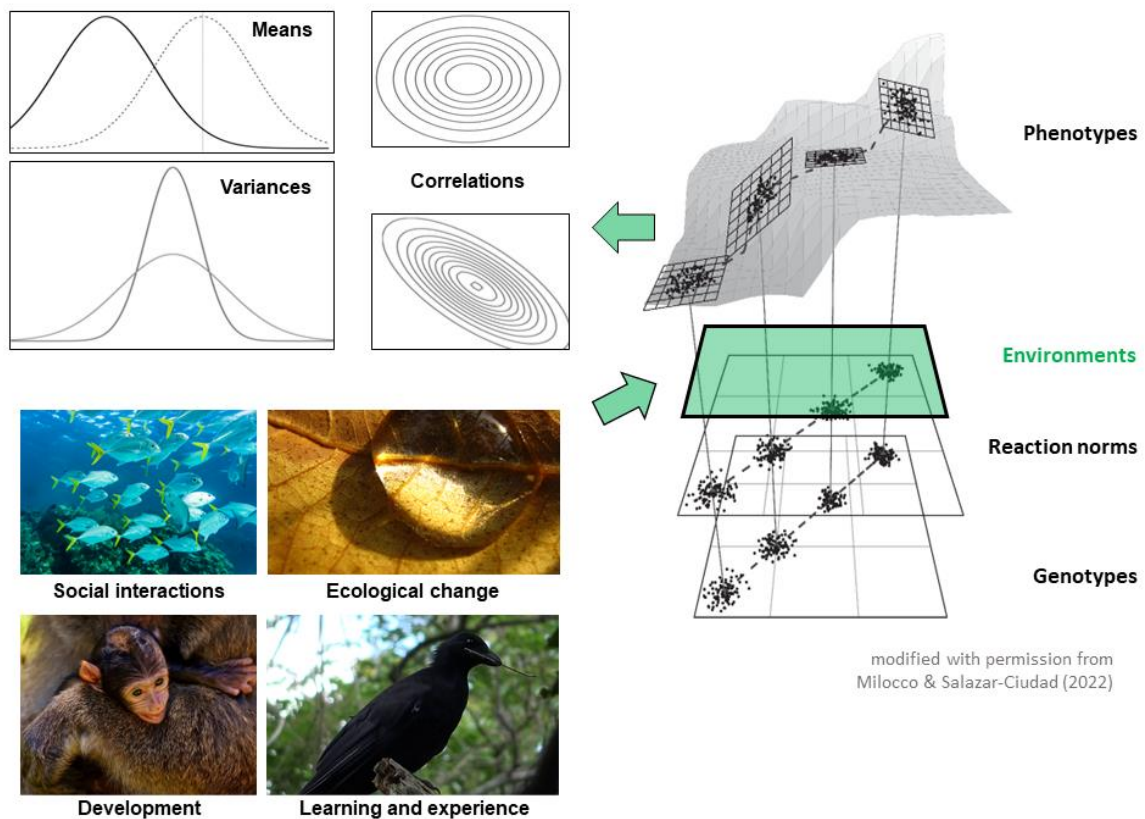 Means
Variances
Correlations
Phenotypes
Environments
Reaction norms
Genotypes
Social interactions
Ecological change
modified with permission from
Milocco & Salazar-Ciudad (2022)
Development
Learning and experience